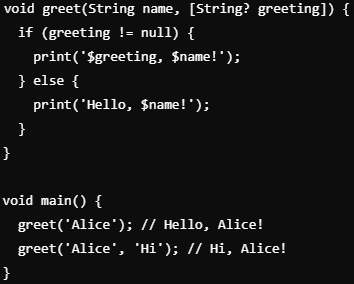 void greet(String name, [String? greeting]) {
  if (greeting != null) {
    print('$greeting, $name!');
  } else {
    print('Hello, $name!');
  }
}

void main() {
  greet('Alice'); // Hello, Alice!
  greet('Alice', 'Hi'); // Hi, Alice!
}